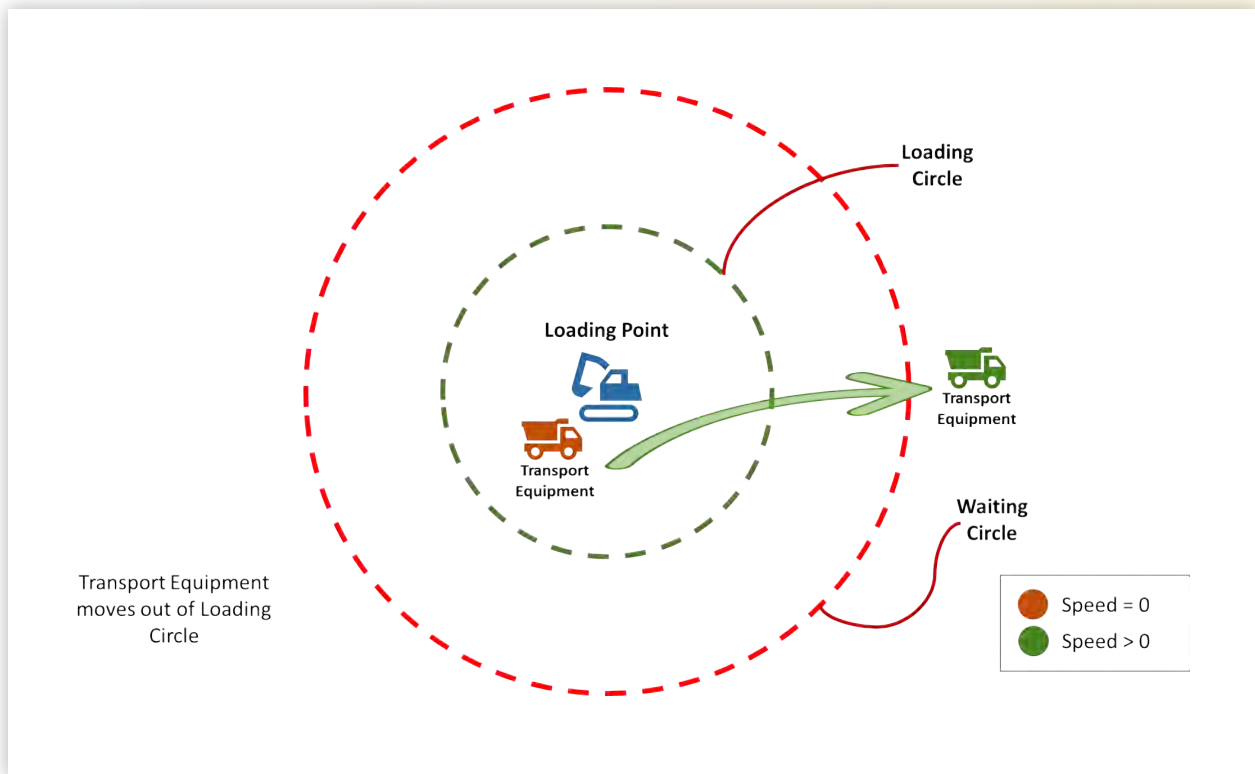 Loading
Circle
Loading Point
Transport
Equipment
Transport
Equipment
Waiting
Circle
Transport Equipment
moves out of Loading
Circle
Speed = 0
Speed > 0